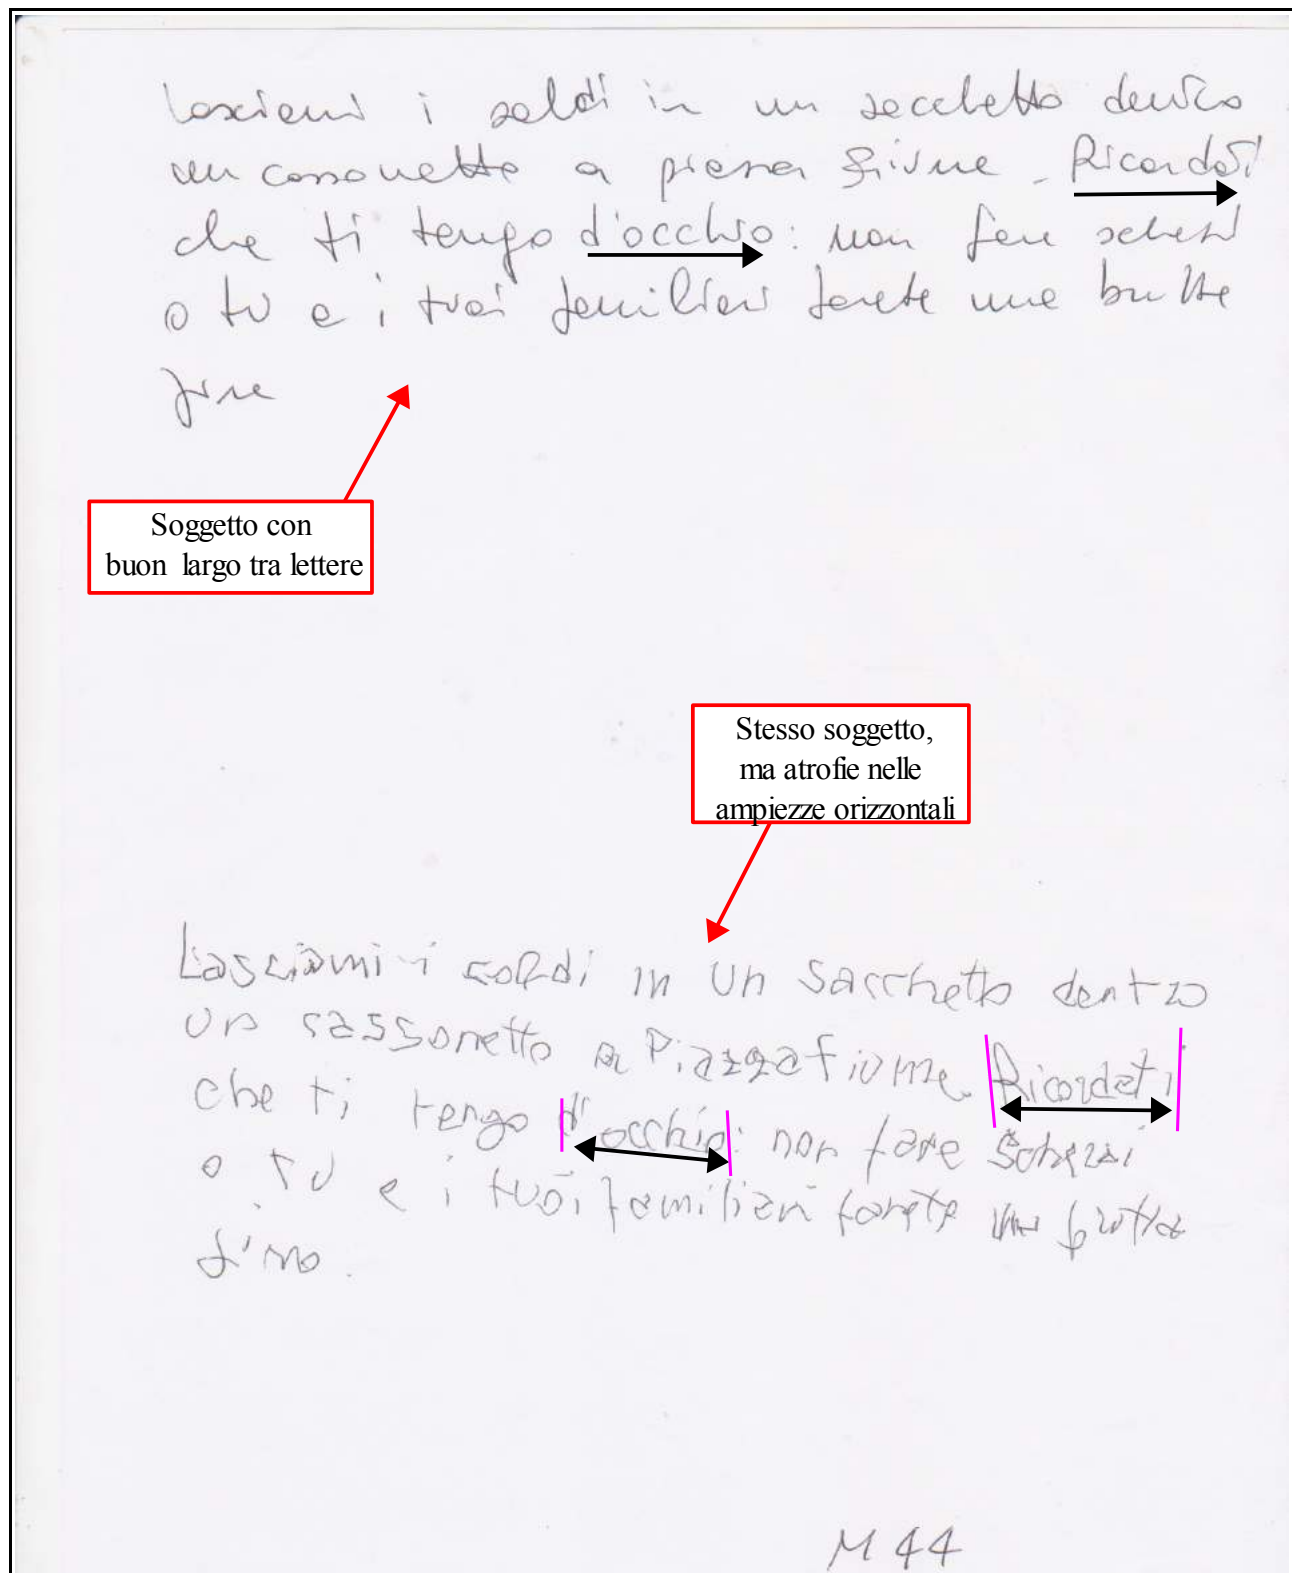 Lasciami i soldi in un sacchetto dentro
un cassonetto a piazza Fiume. Ricordati
che ti tengo d'occhio: non fare scherzi
o tu e i tuoi familiari farete una brutta
fine
Soggetto con
buon largo tra lettere
Stesso soggetto,
ma atrofie nelle
ampiezze orizzontali
Lasciami i soldi in un sacchetto dentro
un cassonetto a Piazza Fiume. Ricordati
che ti tengo d'occhio: non fare scherzi
o tu e i tuoi familiari farete una brutta
fine.
M 44